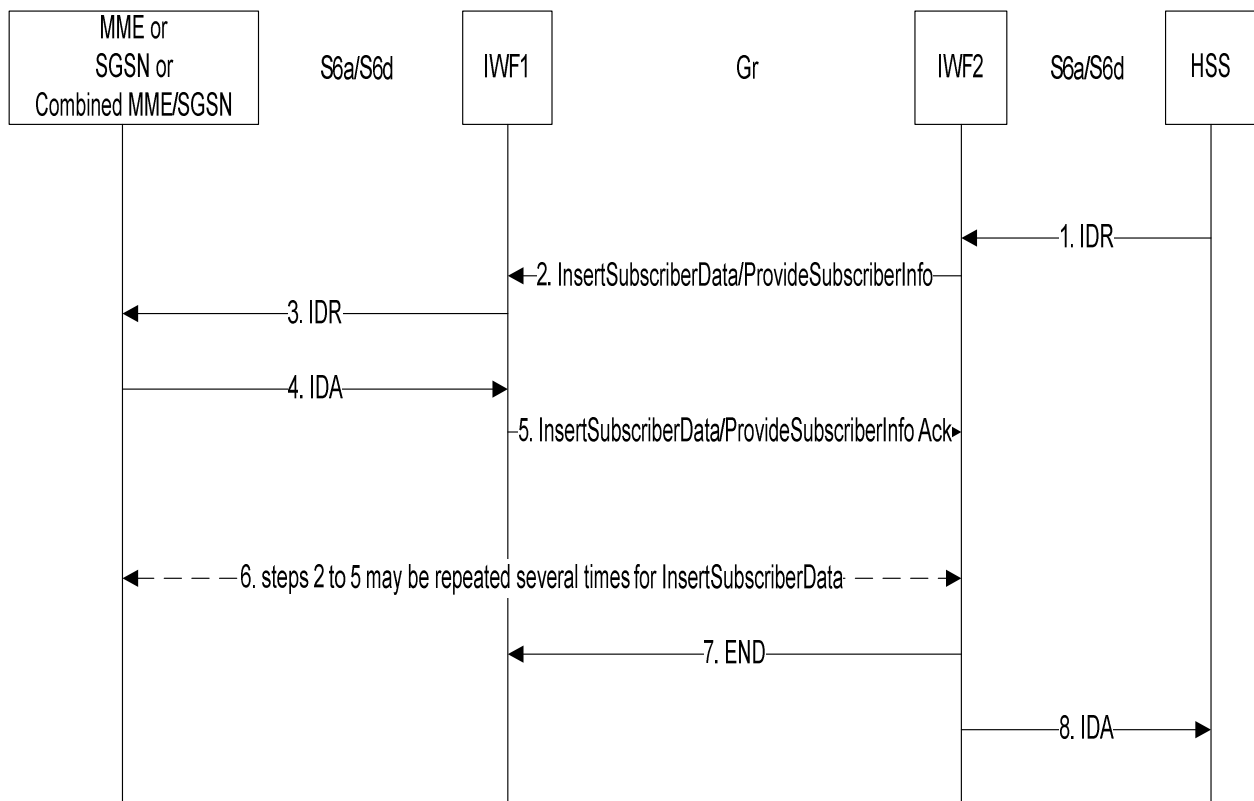 MME or
SGSN or
Combined MME/SGSN
S6a/S6d
IWF1
Gr
IWF2
S6a/S6d
HSS
1. IDR
2. InsertSubscriberData/ProvideSubscriberInfo
3. IDR
4. IDA
5. InsertSubscriberData/ProvideSubscriberInfo Ack
6. steps 2 to 5 may be repeated several times for InsertSubscriberData
7. END
8. IDA